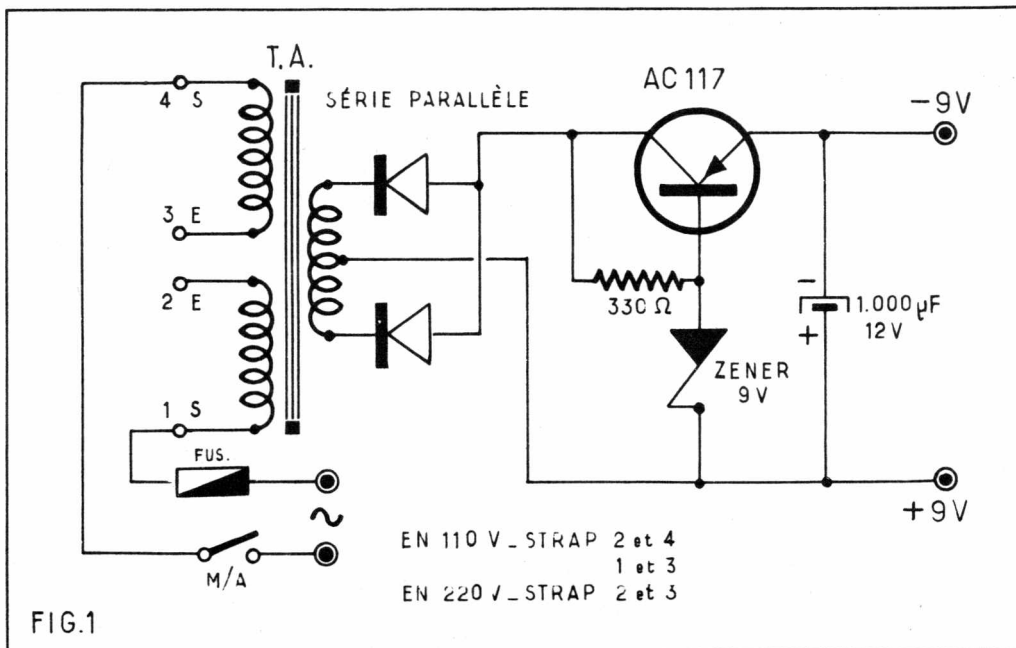 T.A.
SÉRIE PARALLÈLE
AC 117
−9V
4 S
3 E
2 E
1 S
330 Ω
ZENER
9V
−
+
1.000 µF
12V
+9V
FUS.
~
M/A
EN 110 V_STRAP 2 et 4
1 et 3
EN 220 V_STRAP 2 et 3
FIG.1